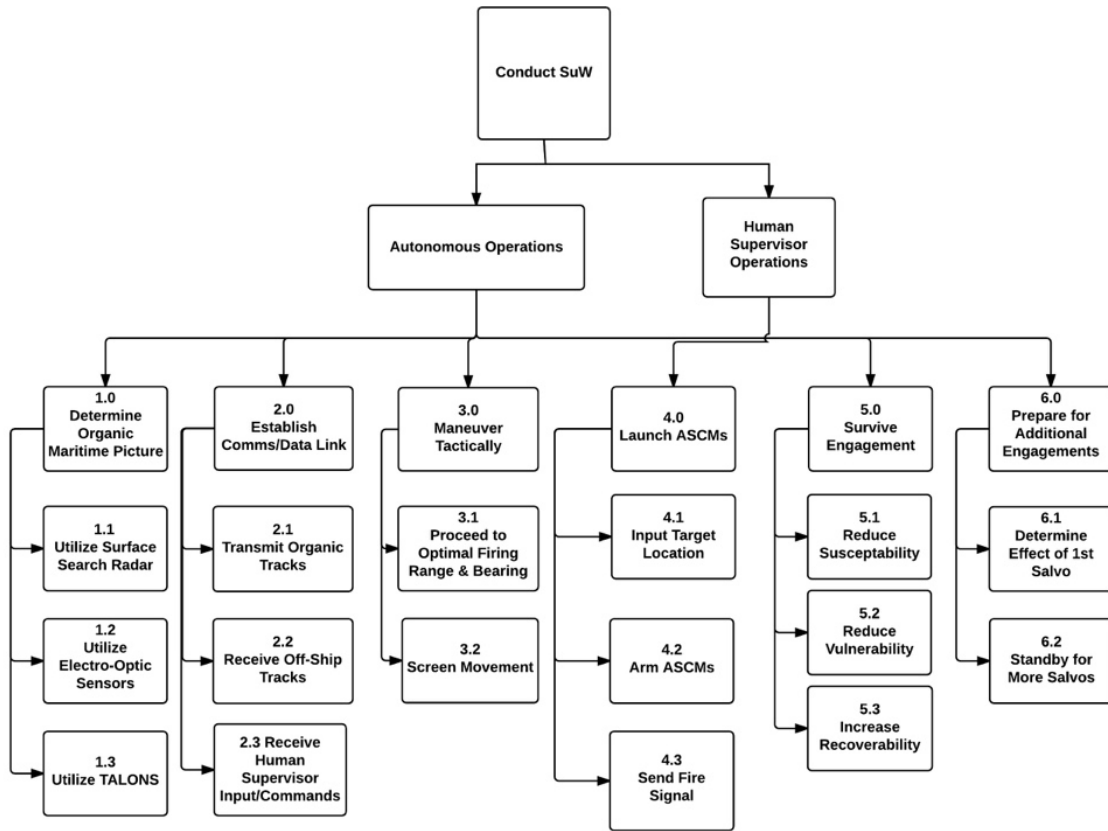 Conduct SuW
Autonomous Operations
Human
Supervisor
Operations
1.0
Determine
Organic
Maritime Picture
2.0
Establish
Comms/Data Link
3.0
Maneuver
Tactically
4.0
Launch ASCMs
5.0
Survive
Engagement
6.0
Prepare for
Additional
Engagements
1.1
Utilize Surface
Search Radar
2.1
Transmit Organic
Tracks
3.1
Proceed to
Optimal Firing
Range & Bearing
4.1
Input Target
Location
5.1
Reduce
Susceptability
6.1
Determine
Effect of 1st
Salvo
1.2
Utilize
Electro-Optic
Sensors
2.2
Receive Off-Ship
Tracks
3.2
Screen Movement
4.2
Arm ASCMs
5.2
Reduce
Vulnerability
6.2
Standby for
More Salvos
1.3
Utilize TALONS
2.3 Receive
Human
Supervisor
Input/Commands
4.3
Send Fire
Signal
5.3
Increase
Recoverability